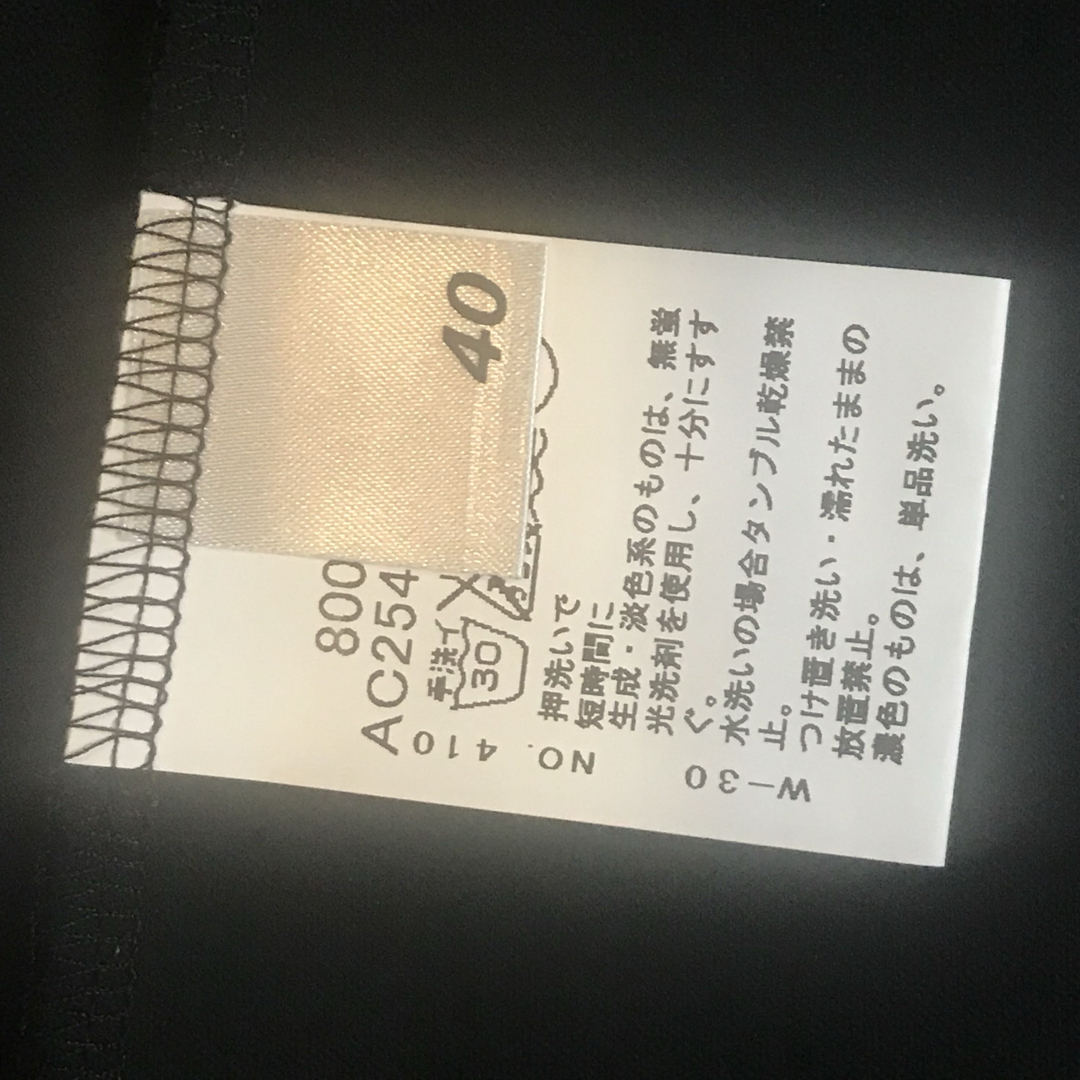 40
800
AC254
手洗イ
30
押洗いで
短時間に
生成・淡色系のものは、無蛍
光洗剤を使用し、十分にすす
ぐ。
水洗いの場合タンブル乾燥禁
止。
つけ置き洗い・濡れたままの
放置禁止。
濃色のものは、単品洗い。
W-30
NO.
410